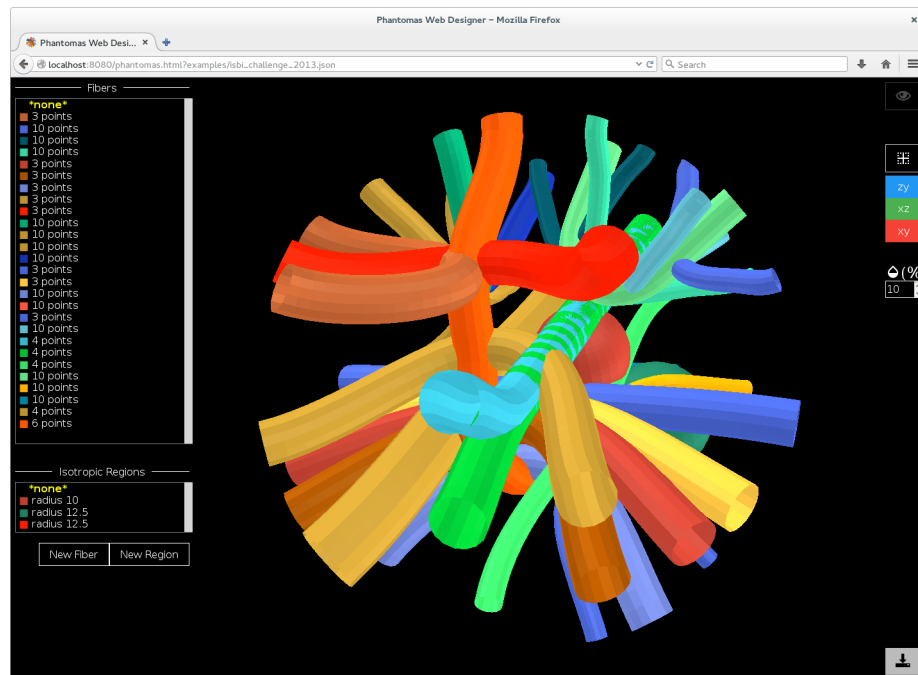 Phantomas Web Designer – Mozilla Firefox
Phantomas Web Desi...
localhost:8080/phantomas.html?examples/isbi_challenge_2013.json
Search
Fibers
*none*
3 points
10 points
10 points
10 points
3 points
3 points
3 points
3 points
3 points
10 points
10 points
10 points
10 points
3 points
3 points
10 points
10 points
3 points
10 points
4 points
4 points
4 points
10 points
10 points
10 points
4 points
6 points
Isotropic Regions
*none*
radius 10
radius 12.5
radius 12.5
New Fiber
New Region
zy
xz
xy
(%
10